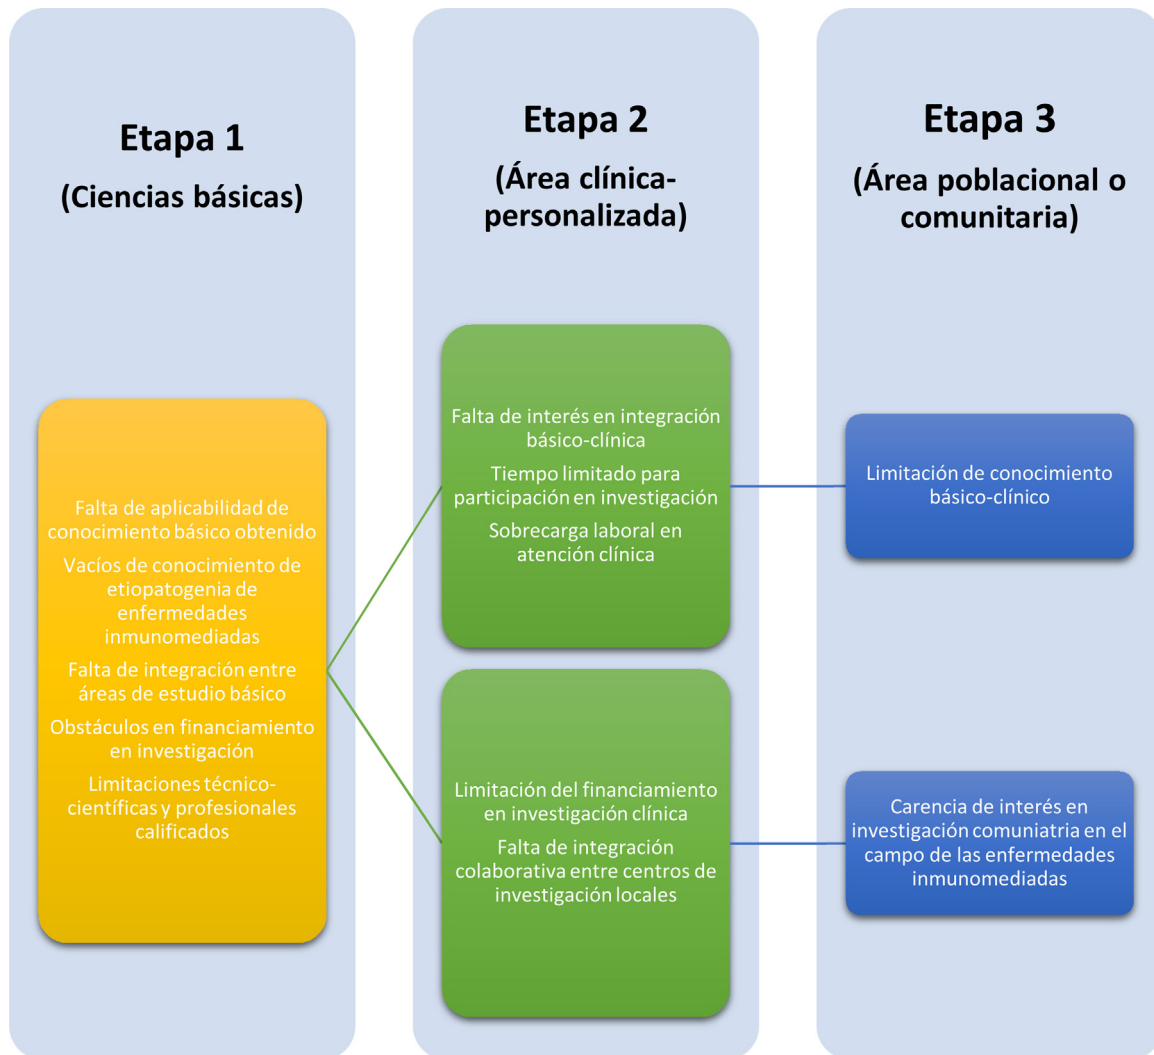 Etapa 1
(Ciencias básicas)
Falta de aplicabilidad de
conocimiento básico obtenido
Vacíos de conocimiento de
etiopatogenia de
enfermedades
inmunomediadas
Falta de integración entre
áreas de estudio básico
Obstáculos en financiamiento
en investigación
Limitaciones técnico-
científicas y profesionales
calificados
Etapa 2
(Área clínica-
personalizada)
Falta de interés en integración
básico-clínica
Tiempo limitado para
participación en investigación
Sobrecarga laboral en
atención clínica
Limitación del financiamiento
en investigación clínica
Falta de integración
colaborativa entre centros de
investigación locales
Etapa 3
(Área poblacional o
comunitaria)
Limitación de conocimiento
básico-clínico
Carencia de interés en
investigación comuniatria en el
campo de las enfermedades
inmunomediadas